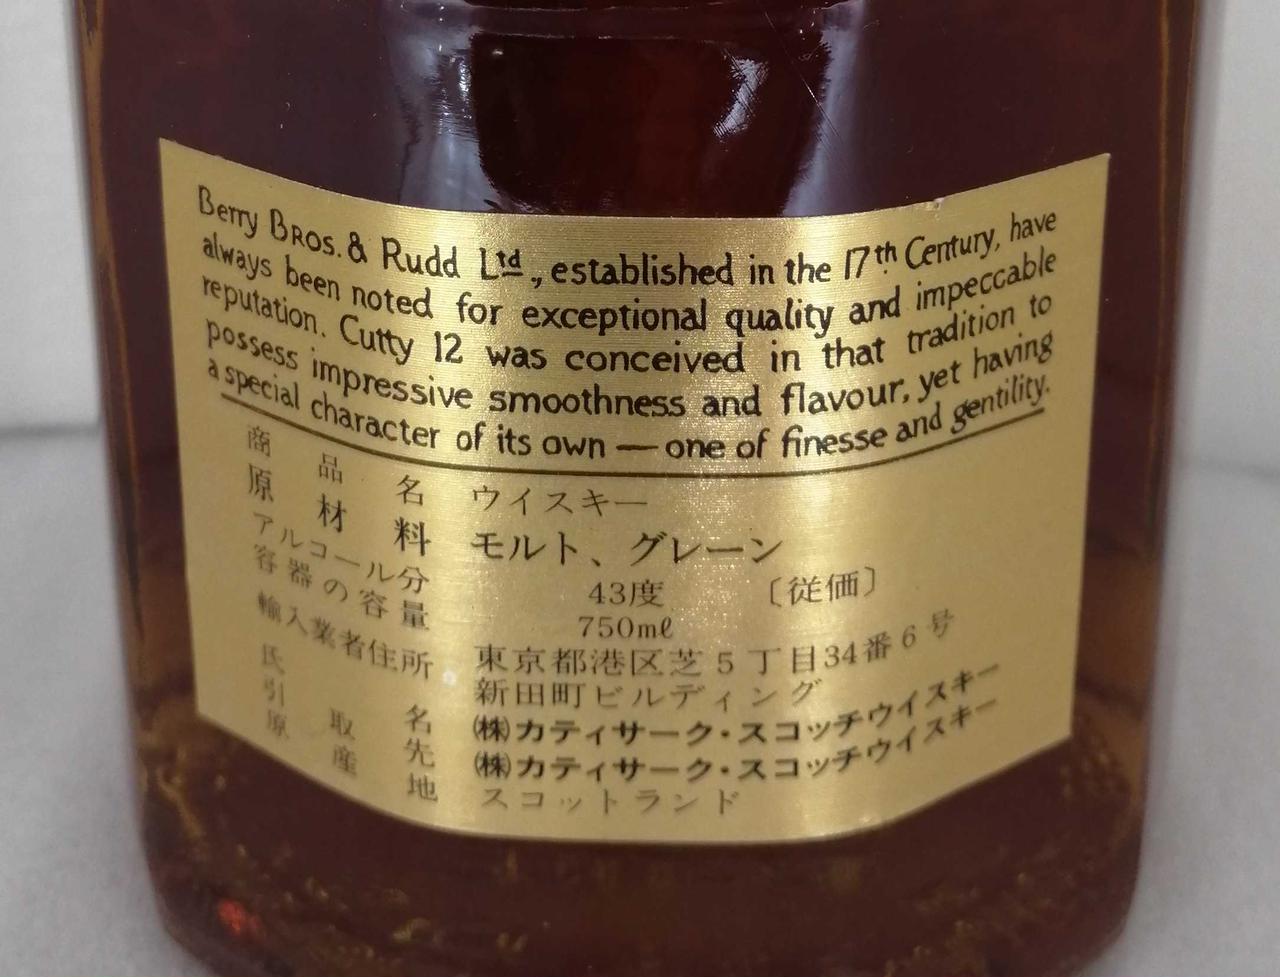 Berry Bros. & Rudd Ltd., established in the 17th Century, have
always been noted for exceptional quality and impeccable
reputation. Cutty 12 was conceived in that tradition to
possess impressive smoothness and flavour, yet having
a special character of its own — one of finesse and gentility.
商品名 ウイスキー
原材料 モルト、グレーン
アルコール分 43度 〔従価〕
容器の容量 750mℓ
輸入業者住所 東京都港区芝5丁目34番6号
新田町ビルディング
氏名 ㈱カティサーク・スコッチウイスキー
引取先 ㈱カティサーク・スコッチウイスキー
原産地 スコットランド